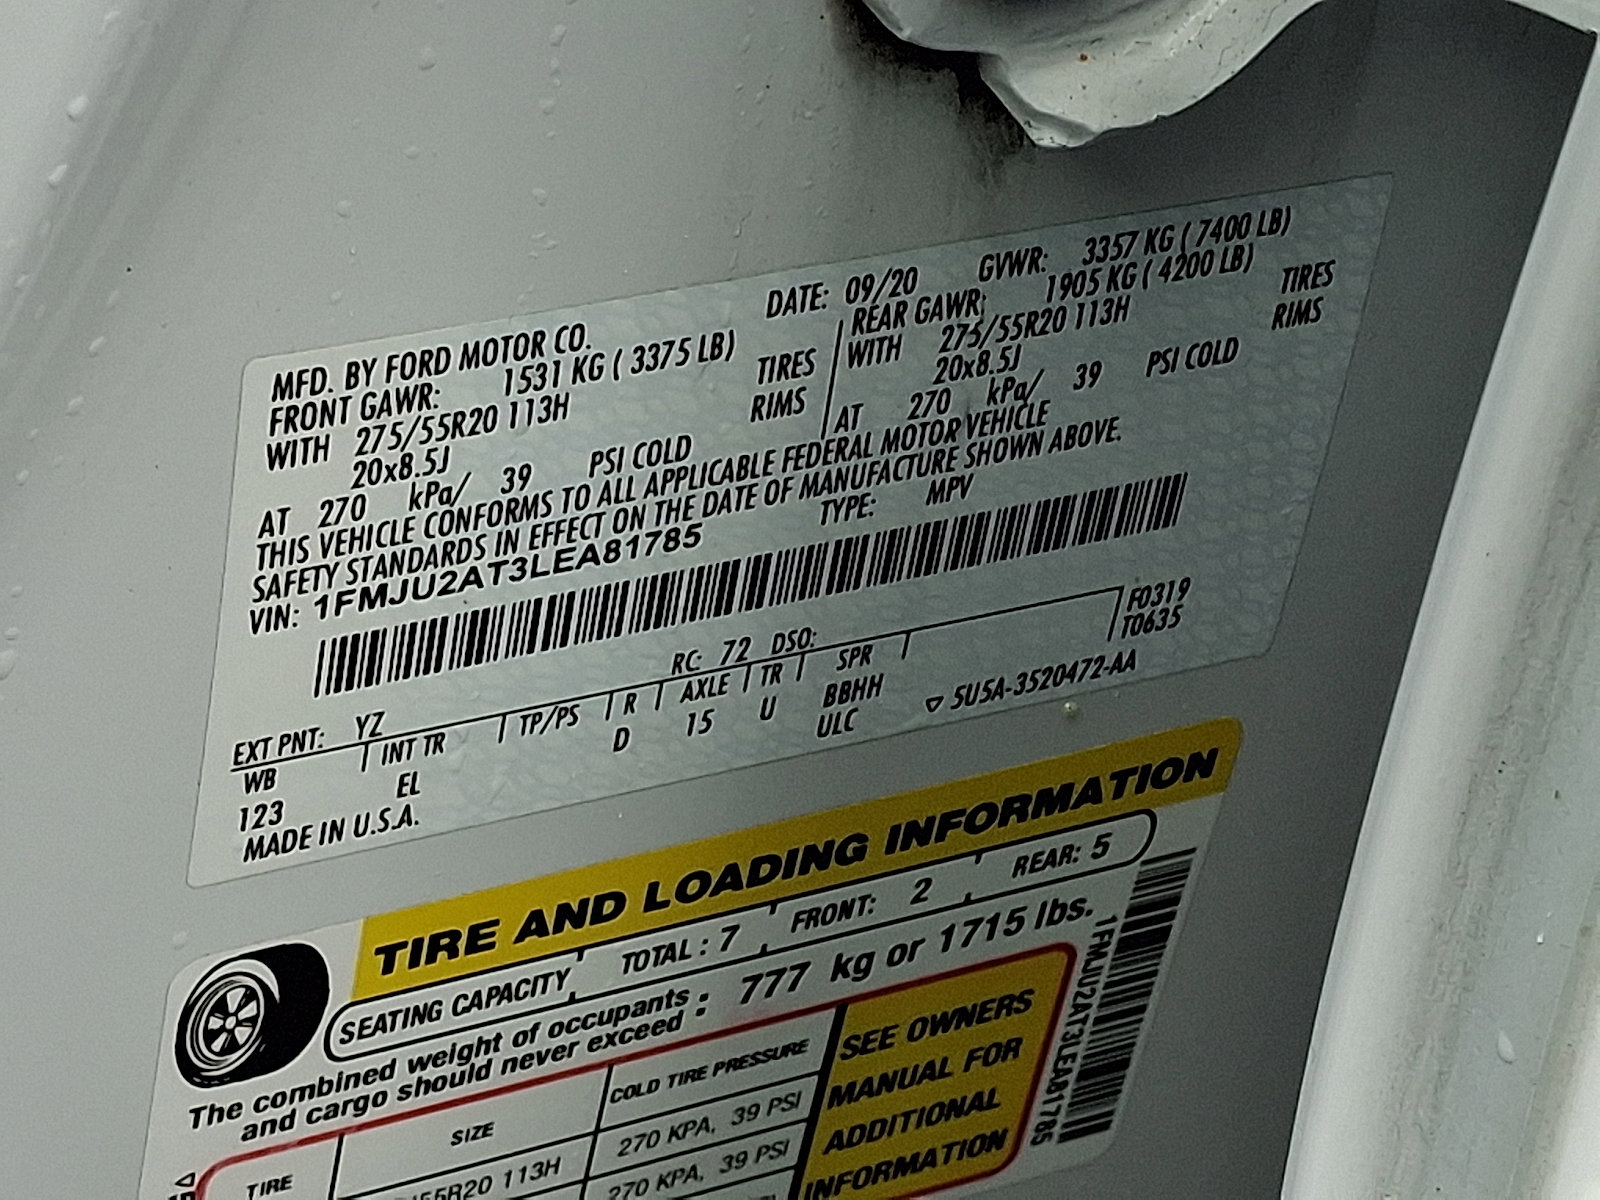 DATE: 09/20 GVWR: 3357 KG ( 7400 LB)
MFD. BY FORD MOTOR CO.
FRONT GAWR: 1531 KG ( 3375 LB)
WITH 275/55R20 113H TIRES
20x8.5J RIMS
AT 270 kPa/ 39 PSI COLD
REAR GAWR: 1905 KG ( 4200 LB)
WITH 275/55R20 113H TIRES
20x8.5J RIMS
AT 270 kPa/ 39 PSI COLD
THIS VEHICLE CONFORMS TO ALL APPLICABLE FEDERAL MOTOR VEHICLE
SAFETY STANDARDS IN EFFECT ON THE DATE OF MANUFACTURE SHOWN ABOVE.
VIN: 1FMJU2AT3LEA81785 TYPE: MPV
F0319
T0635
EXT PNT: YZ RC: 72 DSO:
WB INT TR TP/PS R AXLE TR SPR
123 EL D 15 U BBHH
ULC
MADE IN U.S.A. 5U5A-3520472-AA
TIRE AND LOADING INFORMATION
SEATING CAPACITY TOTAL : 7 FRONT: 2 REAR: 5
The combined weight of occupants
and cargo should never exceed : 777 kg or 1715 lbs.
TIRE SIZE COLD TIRE PRESSURE
55R20 113H 270 KPA, 39 PSI
270 KPA, 39 PSI
SEE OWNERS
MANUAL FOR
ADDITIONAL
INFORMATION
1FMJU2AT3LEA81785